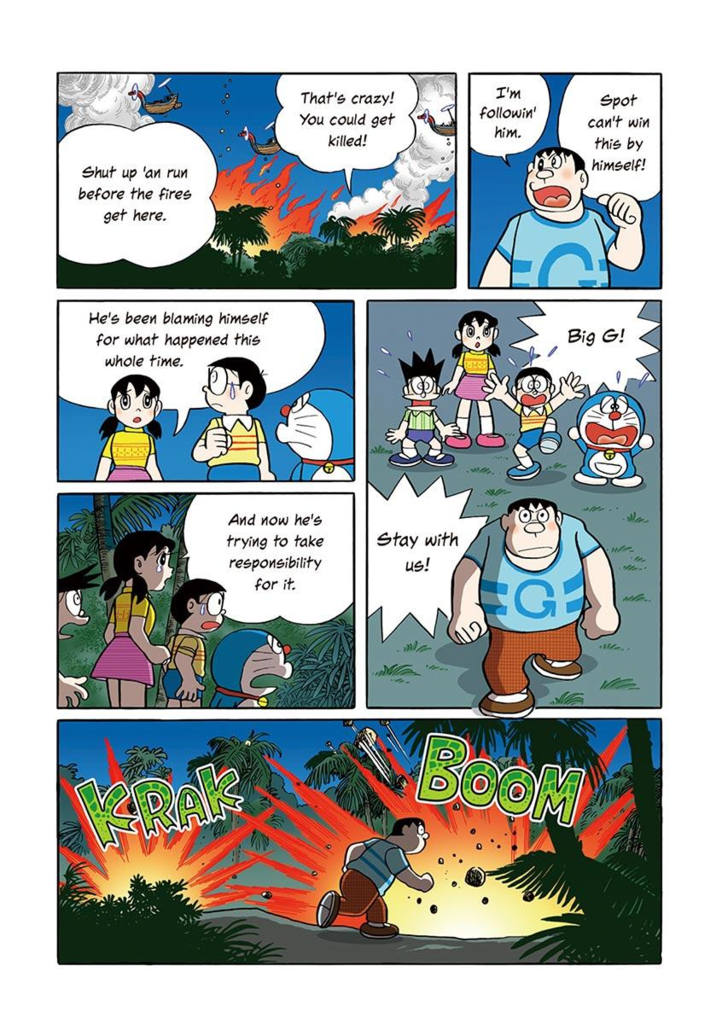 That's crazy!
You could get
killed!
Shut up 'an run
before the fires
get here.
I'm
followin'
him.
Spot
can't win
this by
himself!
He's been blaming himself
for what happened this
whole time.
Big G!
Stay with
us!
G
And now he's
trying to take
responsibility
for it.
KRAK
BOOM